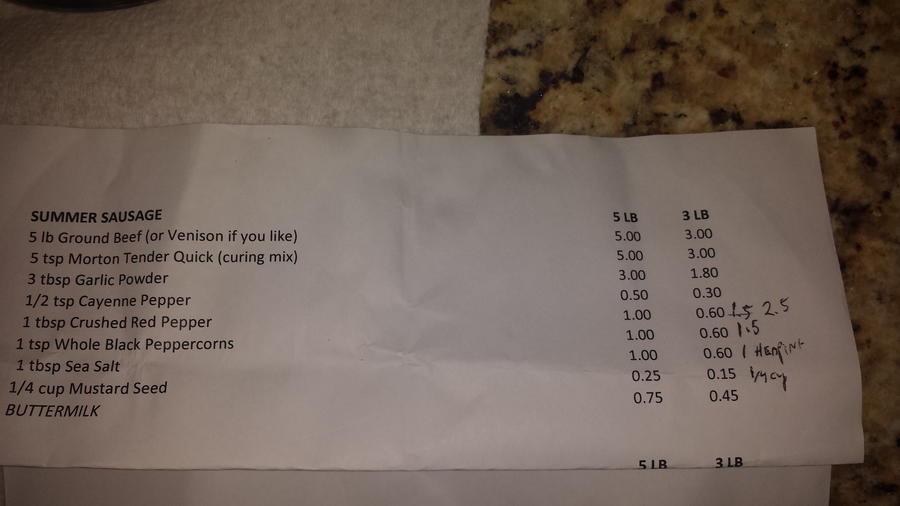 SUMMER SAUSAGE 5 LB 3 LB
5 lb Ground Beef (or Venison if you like) 5.00 3.00
5 tsp Morton Tender Quick (curing mix) 5.00 3.00
3 tbsp Garlic Powder 3.00 1.80
1/2 tsp Cayenne Pepper 0.50 0.30
1 tbsp Crushed Red Pepper 1.00 0.60 1.5 2.5
1 tsp Whole Black Peppercorns 1.00 0.60 1.5
1 tbsp Sea Salt 1.00 0.60 1 HEAPING
1/4 cup Mustard Seed 0.25 0.15 1/4 cup
BUTTERMILK 0.75 0.45
5 LB 3 LB